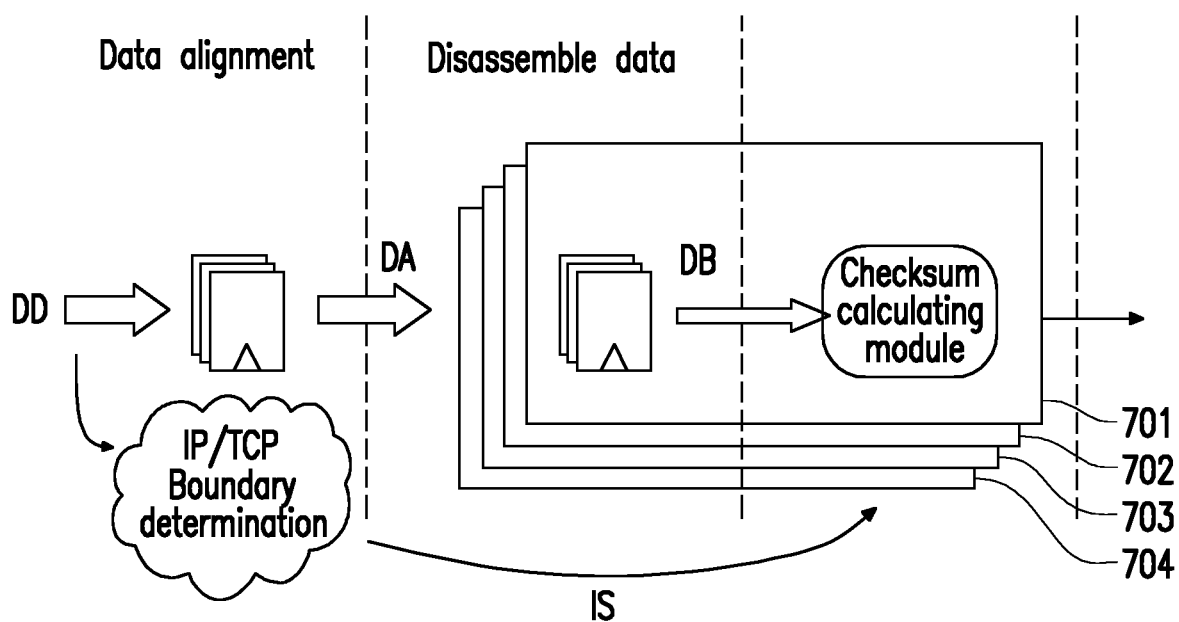 Data alignment
Disassemble data
DD
DA
DB
Checksum
calculating
module
IP/TCP
Boundary
determination
701
702
703
704
IS